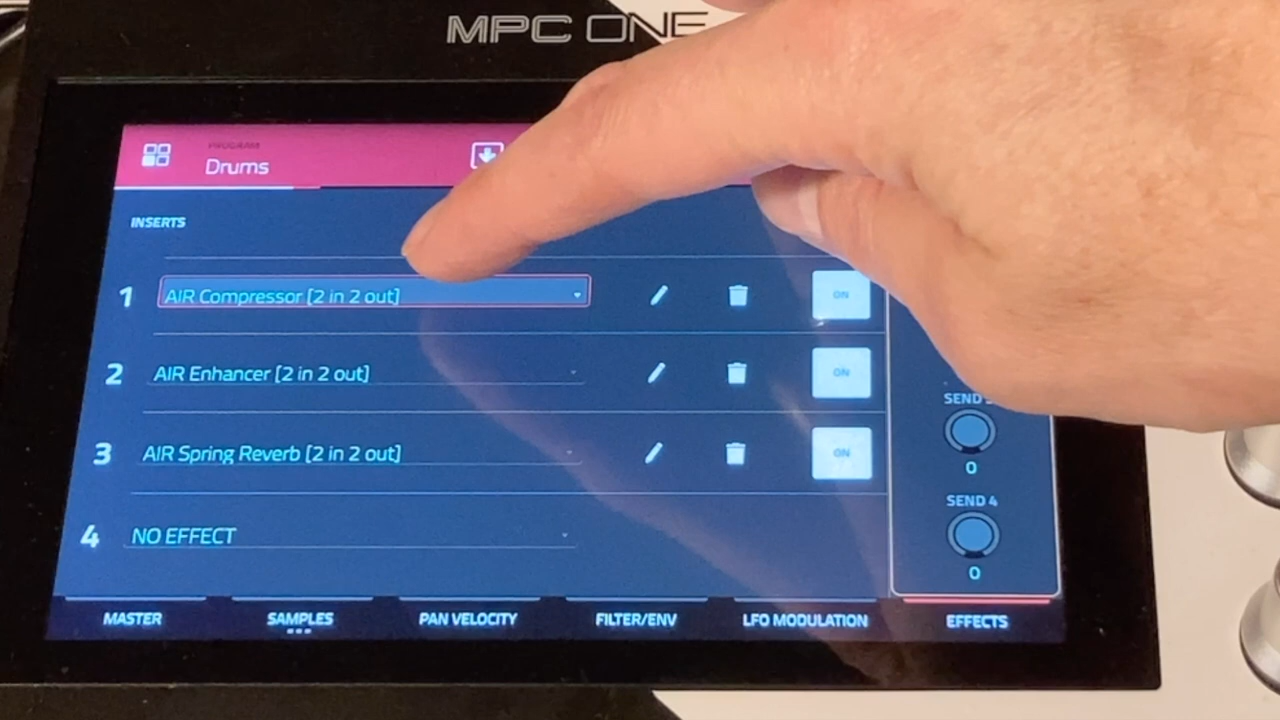 MPC ONE
PROGRAM
Drums
INSERTS
1 AIR Compressor [2 in 2 out] ON
2 AIR Enhancer [2 in 2 out] ON
3 AIR Spring Reverb [2 in 2 out] ON
4 NO EFFECT
SEND
0
SEND 4
0
MASTER SAMPLES PAN VELOCITY FILTER/ENV LFO MODULATION EFFECTS